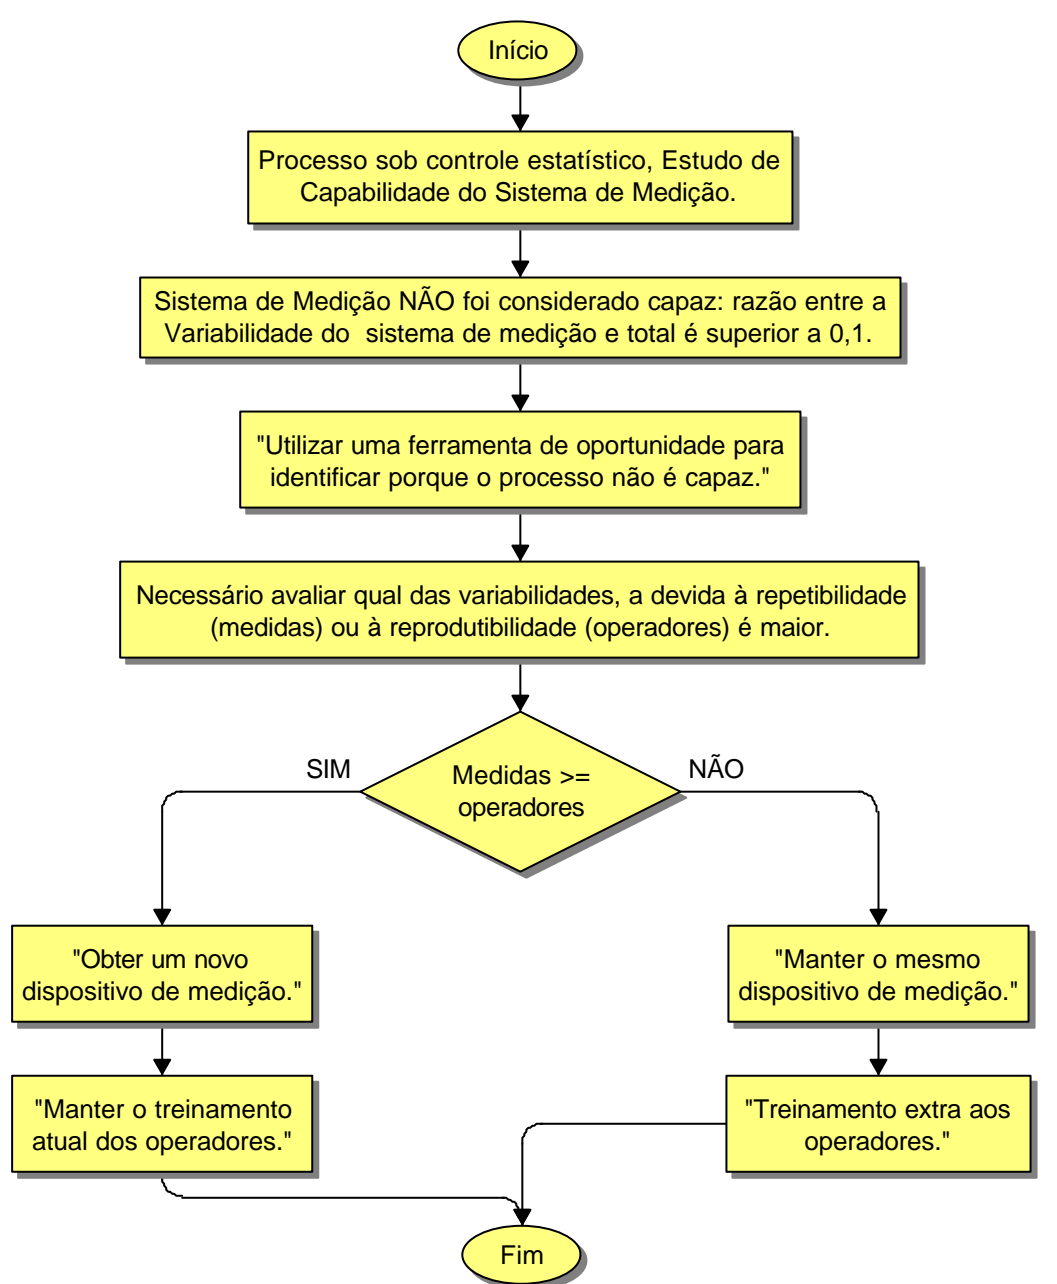 Início
Processo sob controle estatístico, Estudo de
Capabilidade do Sistema de Medição.
Sistema de Medição NÃO foi considerado capaz: razão entre a
Variabilidade do  sistema de medição e total é superior a 0,1.
"Utilizar uma ferramenta de oportunidade para
identificar porque o processo não é capaz."
Necessário avaliar qual das variabilidades, a devida à repetibilidade
(medidas) ou à reprodutibilidade (operadores) é maior.
SIM
Medidas >=
operadores
NÃO
"Obter um novo
dispositivo de medição."
"Manter o mesmo
dispositivo de medição."
"Manter o treinamento
atual dos operadores."
"Treinamento extra aos
operadores."
Fim